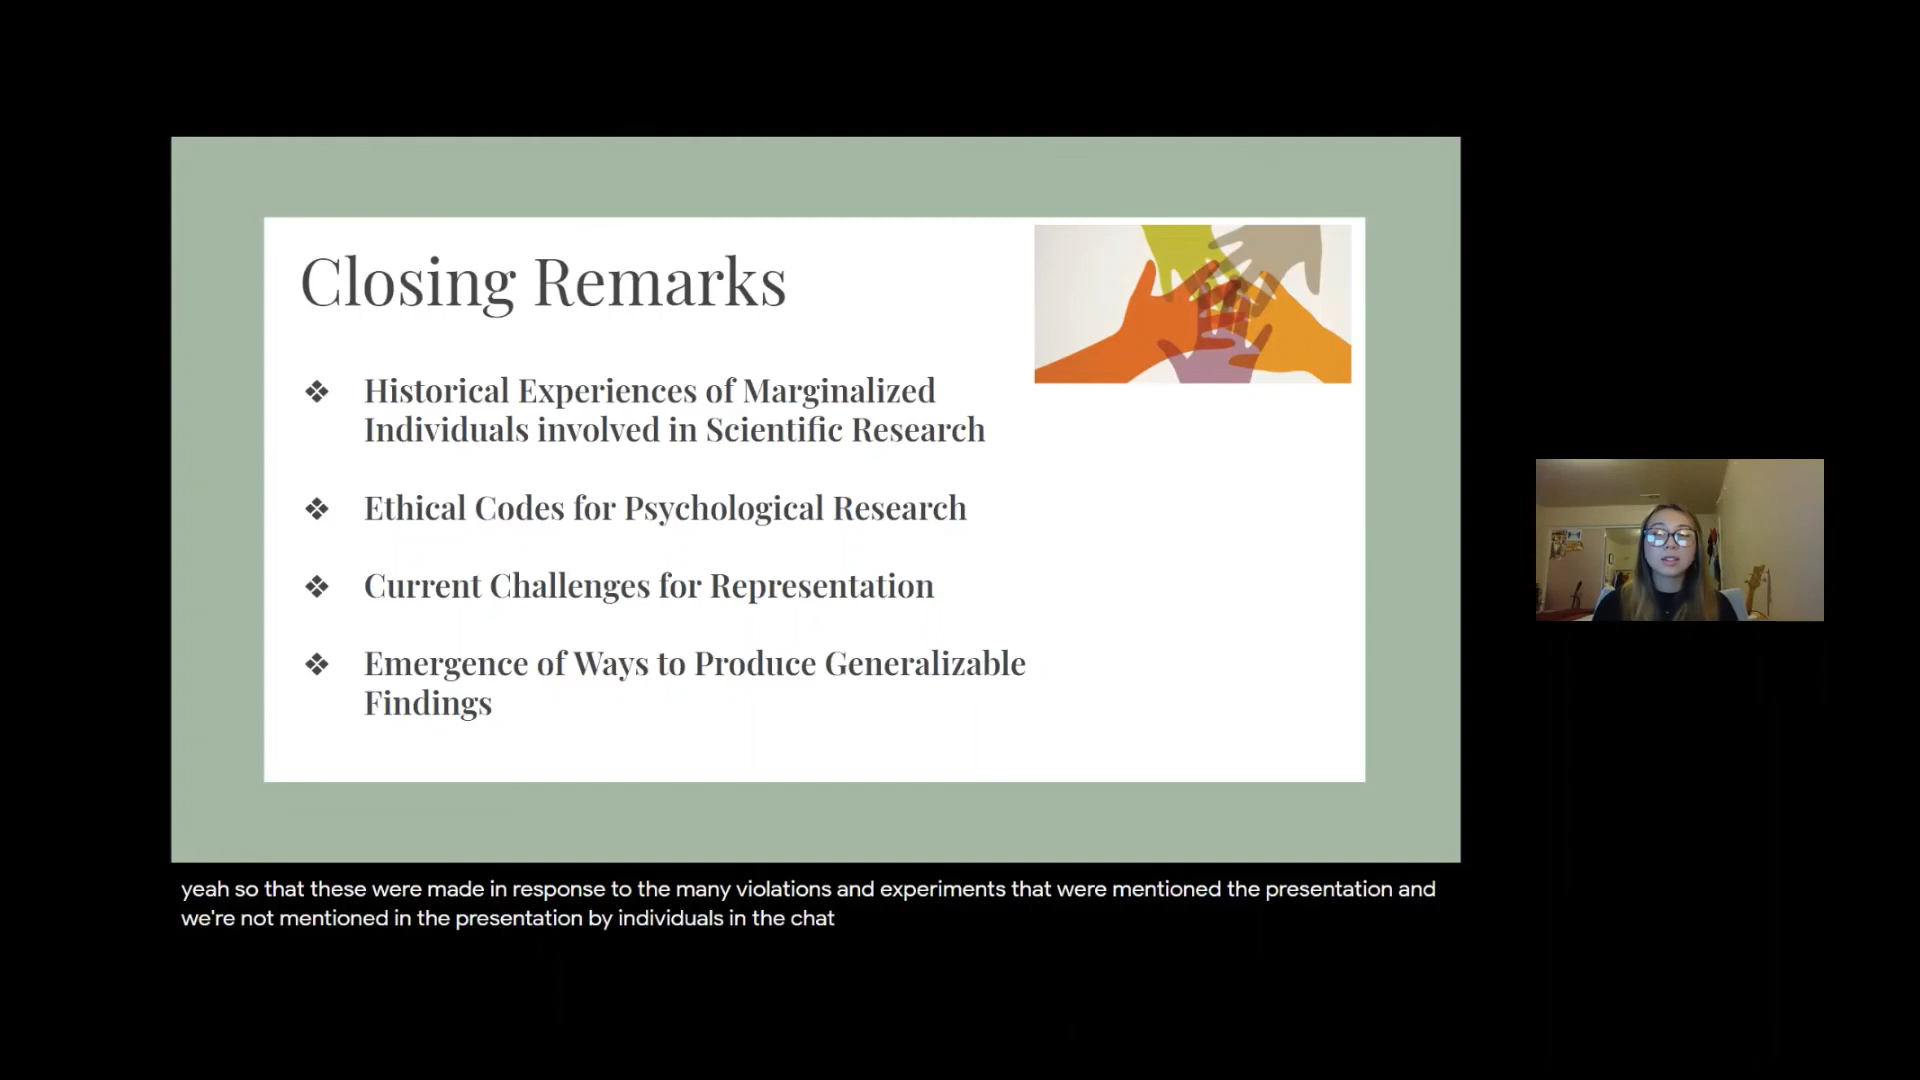 Closing Remarks
❖ Historical Experiences of Marginalized
Individuals involved in Scientific Research
❖ Ethical Codes for Psychological Research
❖ Current Challenges for Representation
❖ Emergence of Ways to Produce Generalizable
Findings
yeah so that these were made in response to the many violations and experiments that were mentioned the presentation and
we're not mentioned in the presentation by individuals in the chat